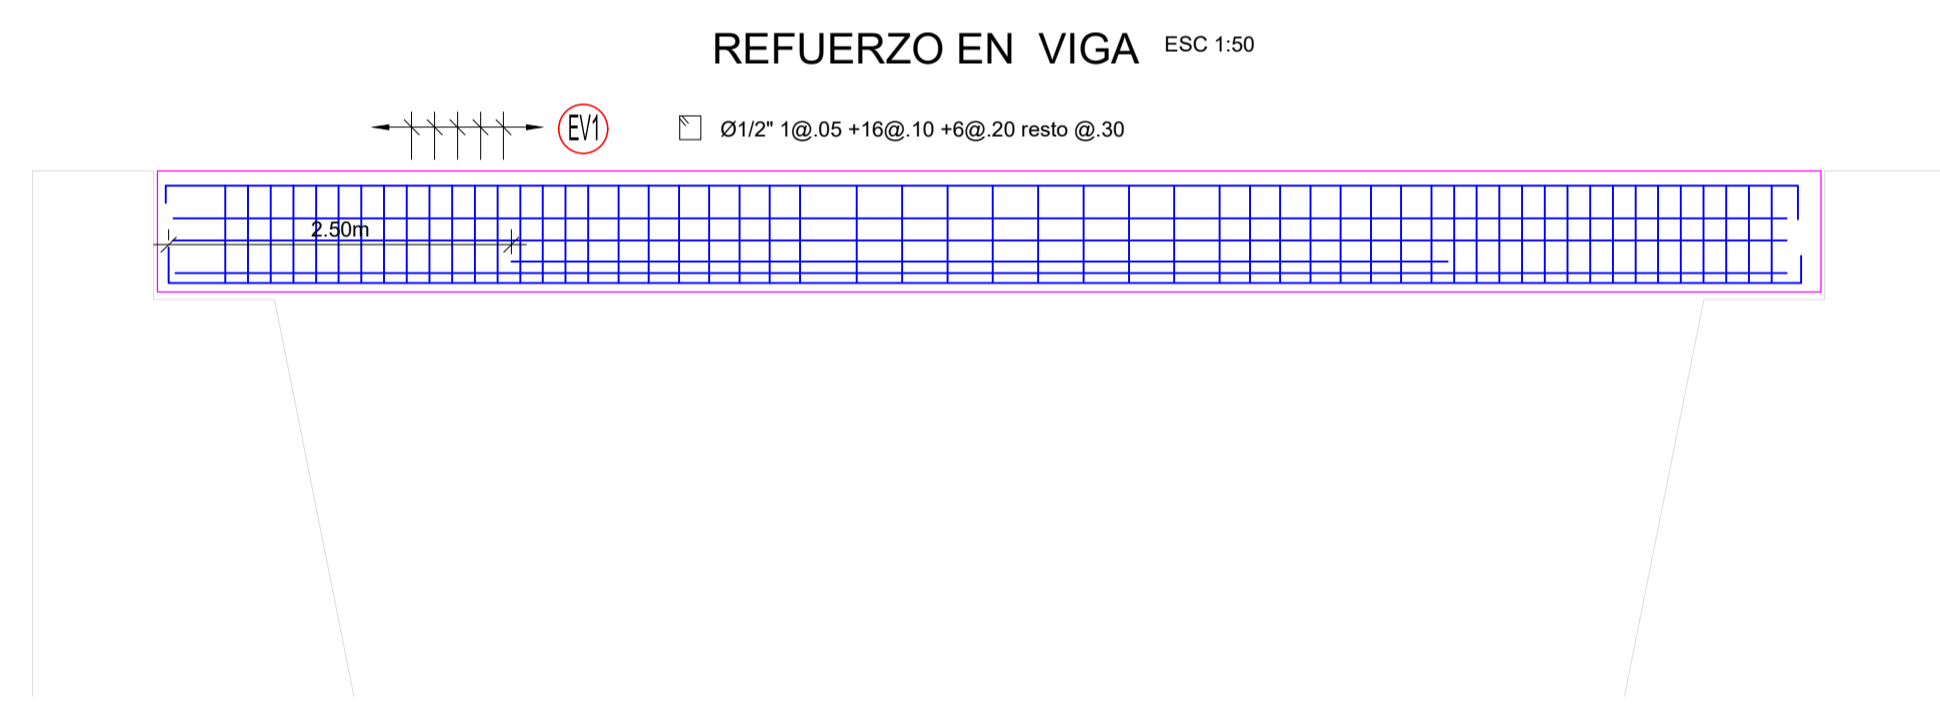 REFUERZO EN VIGA ESC 1:50
EV1 Ø1/2" 1@.05 +16@.10 +6@.20 resto @.30
2.50m